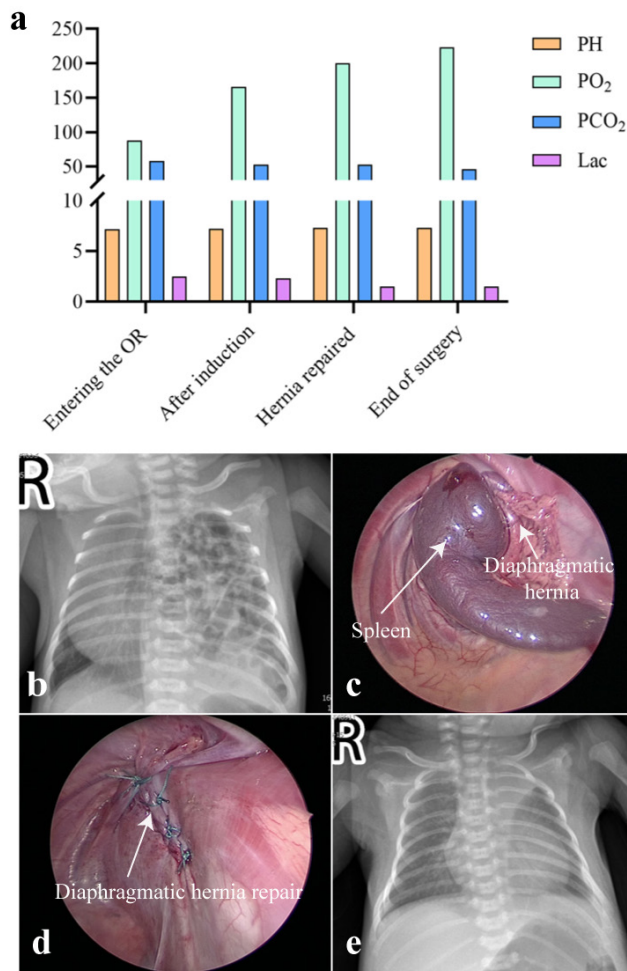 a
250
200
150
100
50
10
5
0
PH
PO₂
PCO₂
Lac
Entering the OR
After induction
Hernia repaired
End of surgery
R
b
16
Diaphragmatic
hernia
Spleen
c
Diaphragmatic hernia repair
d
R
e